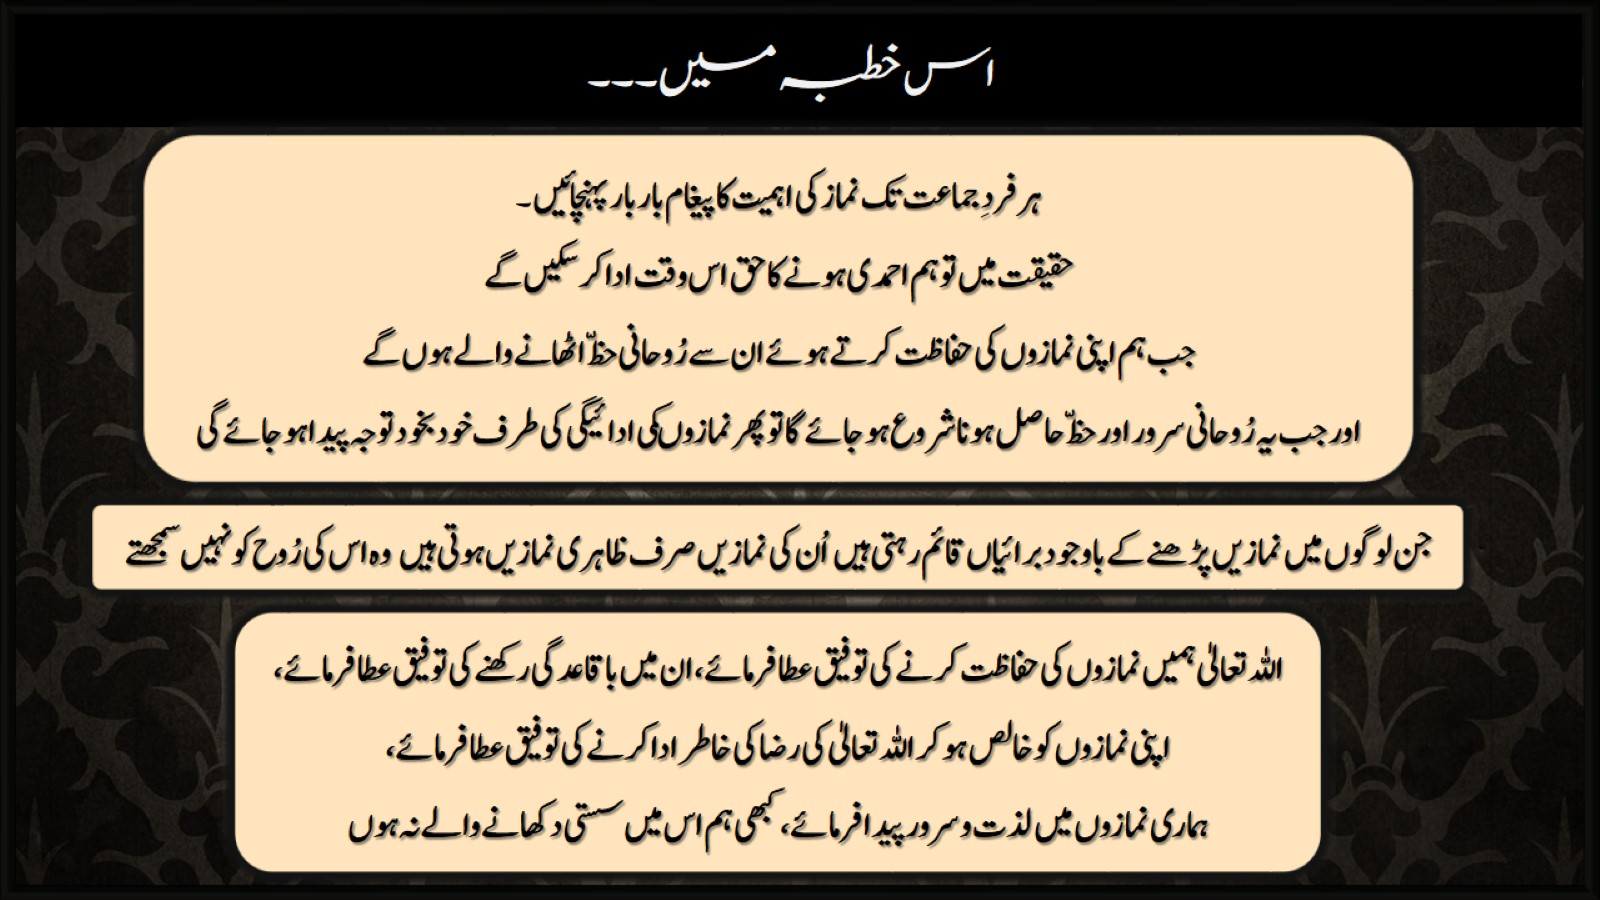 اس خطبہ میں۔۔۔
ہر فردِ جماعت تک نماز کی اہمیت کا پیغام بار بار پہنچائیں۔
حقیقت میں تو ہم احمدی ہونے کا حق اس وقت ادا کر سکیں گے
جب ہم اپنی نمازوں کی حفاظت کرتے ہوئے ان سے رُوحانی حظّ اٹھانے والے ہوں گے
اور جب یہ رُوحانی سرور اور حظّ حاصل ہونا شروع ہو جائے گا تو پھر نمازوں کی ادائیگی کی طرف خود بخود توجہ پیدا ہو جائے گی
جن لوگوں میں نمازیں پڑھنے کے باوجود برائیاں قائم رہتی ہیں اُن کی نمازیں صرف ظاہری نمازیں ہوتی ہیں وہ اس کی رُوح کو نہیں سمجھتے
اللہ تعالیٰ ہمیں نمازوں کی حفاظت کرنے کی توفیق عطا فرمائے، ان میں باقاعدگی رکھنے کی توفیق عطا فرمائے،
اپنی نمازوں کو خالص ہو کر اللہ تعالیٰ کی رضا کی خاطر ادا کرنے کی توفیق عطا فرمائے،
ہماری نمازوں میں لذت و سرور پیدا فرمائے، کبھی ہم اس میں سستی دکھانے والے نہ ہوں